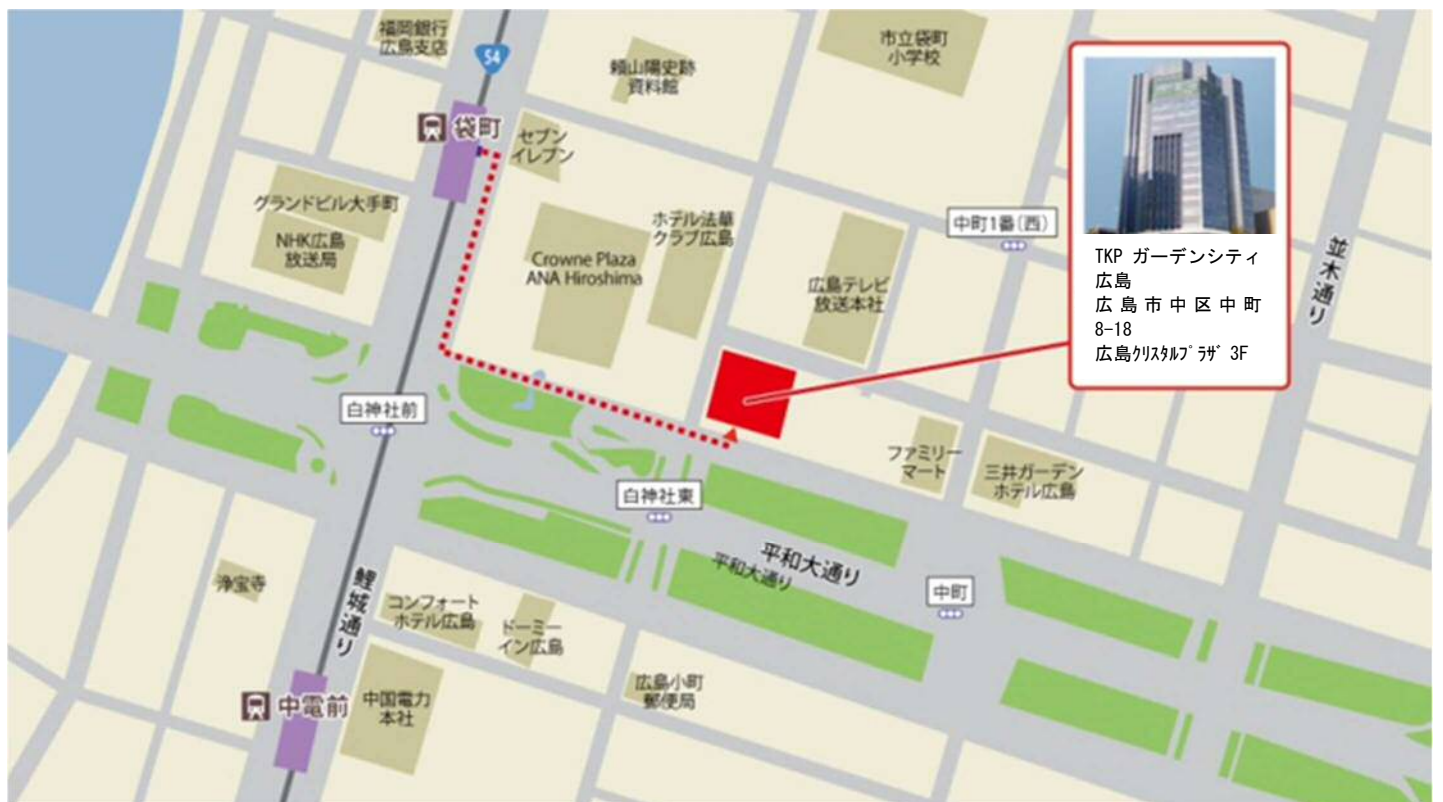 福岡銀行
広島支店
54
頼山陽史跡
資料館
市立袋町
小学校
袋町
セブン
イレブン
グランドビル大手町
NHK広島
放送局
Crowne Plaza
ANA Hiroshima
ホテル法華
クラブ広島
広島テレビ
放送本社
中町1番(西)
並木通り
TKP ガーデンシティ
広島
広島市中区中町
8-18
広島クリスタルプラザ 3F
白神社前
白神社東
ファミリー
マート
三井ガーデン
ホテル広島
平和大通り
平和大通り
中町
浄宝寺
鯉城通り
コンフォート
ホテル広島
ドーミー
イン広島
広島小町
郵便局
中電前
中国電力
本社